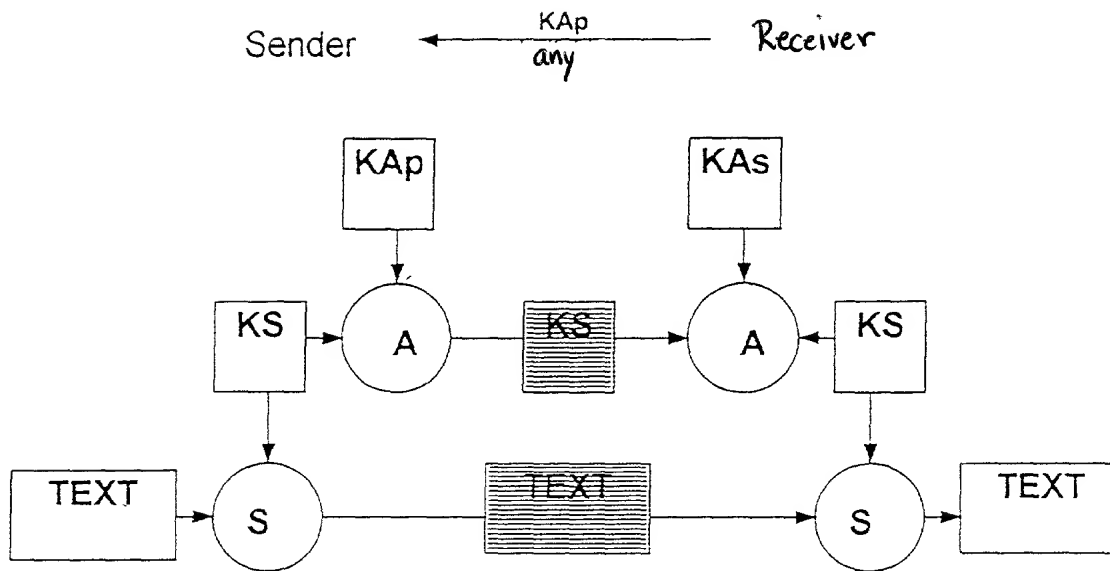 KAp
Sender Receiver
any
KAp KAs
KS A KS A KS
TEXT S TEXT S TEXT